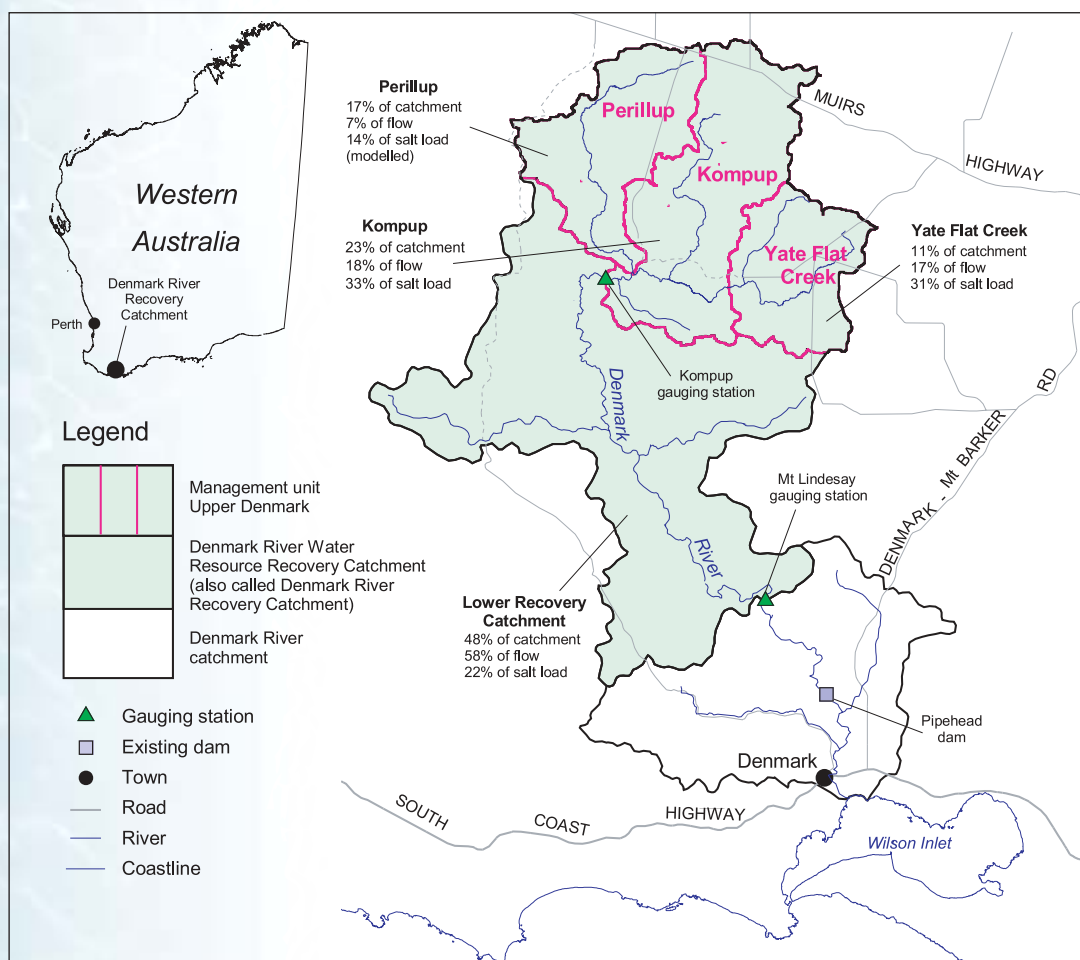 Western
Australia
Denmark River
Recovery
Catchment
Perth
Perillup
17% of catchment
7% of flow
14% of salt load
(modelled)
Kompup
23% of catchment
18% of flow
33% of salt load
Perillup
Kompup
Yate Flat
Creek
MUIRS
HIGHWAY
Yate Flat Creek
11% of catchment
17% of flow
31% of salt load
Kompup
gauging station
Denmark
River
Mt Lindesay
gauging station
DENMARK - Mt BARKER RD
Lower Recovery
Catchment
48% of catchment
58% of flow
22% of salt load
Pipehead
dam
Denmark
SOUTH COAST HIGHWAY
Wilson Inlet
Legend
Management unit
Upper Denmark
Denmark River Water
Resource Recovery Catchment
(also called Denmark River
Recovery Catchment)
Denmark River
catchment
Gauging station
Existing dam
Town
Road
River
Coastline